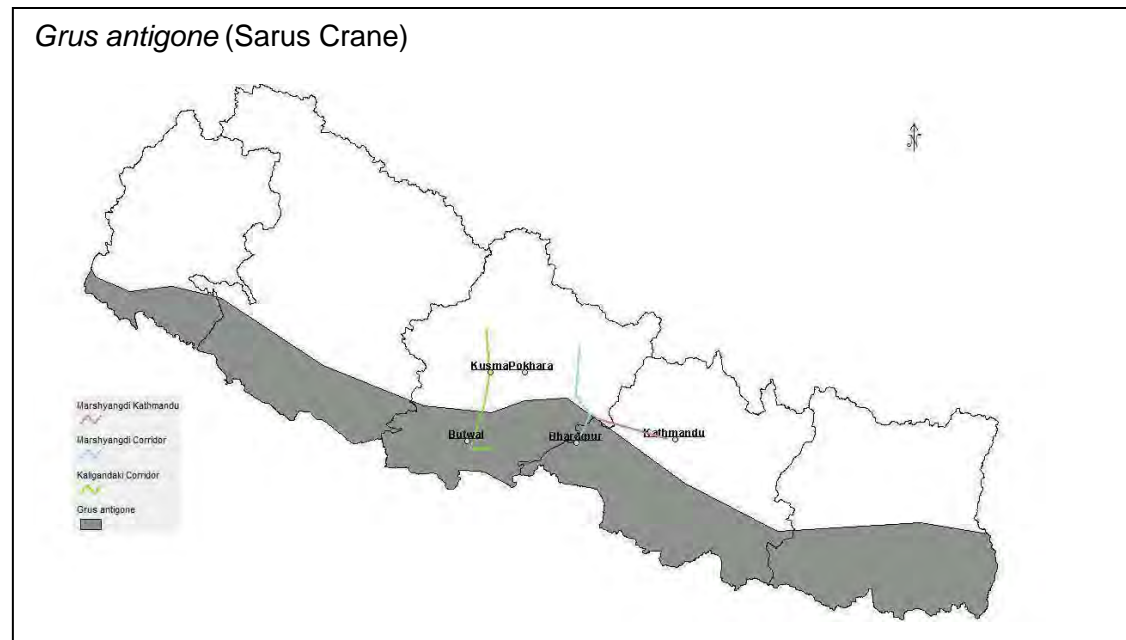 Grus antigone (Sarus Crane)
N
KusmaPokhara
Butwal
Bharatpur
Kathmandu
Marshyangdi Kathmandu
Marshyangdi Corridor
Kaligandaki Corridor
Grus antigone